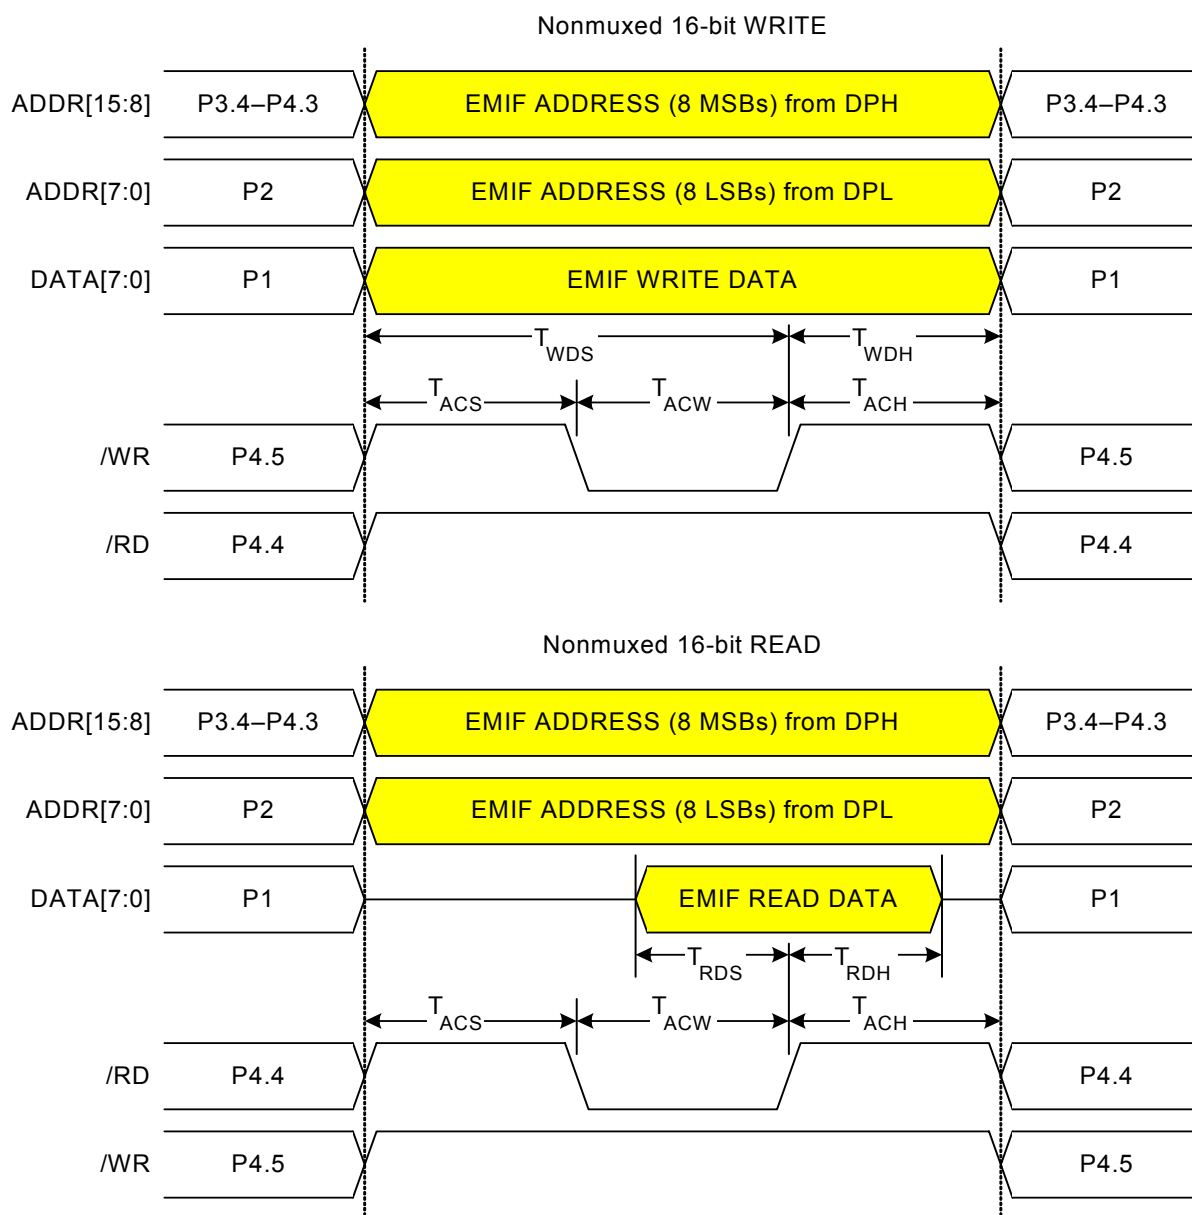 Nonmuxed 16-bit WRITE
ADDR[15:8] P3.4–P4.3 EMIF ADDRESS (8 MSBs) from DPH P3.4–P4.3
ADDR[7:0] P2 EMIF ADDRESS (8 LSBs) from DPL P2
DATA[7:0] P1 EMIF WRITE DATA P1
TWDS TWDH
TACS TACW TACH
/WR P4.5 P4.5
/RD P4.4 P4.4
Nonmuxed 16-bit READ
ADDR[15:8] P3.4–P4.3 EMIF ADDRESS (8 MSBs) from DPH P3.4–P4.3
ADDR[7:0] P2 EMIF ADDRESS (8 LSBs) from DPL P2
DATA[7:0] P1 EMIF READ DATA P1
TRDS TRDH
TACS TACW TACH
/RD P4.4 P4.4
/WR P4.5 P4.5